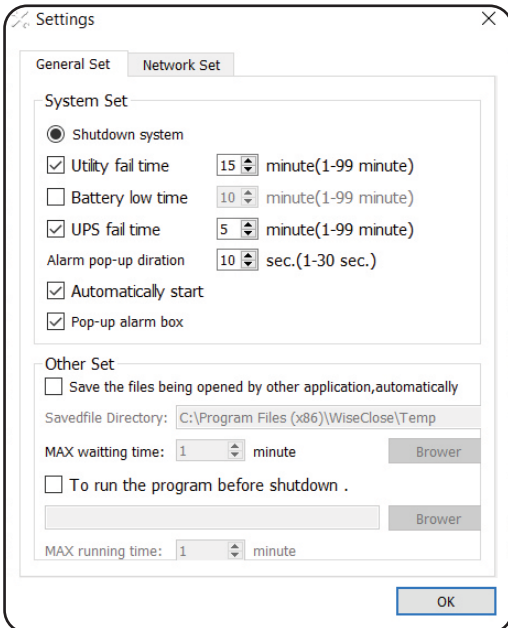 Settings
General Set Network Set
System Set
Shutdown system
Utility fail time 15 minute(1-99 minute)
Battery low time 10 minute(1-99 minute)
UPS fail time 5 minute(1-99 minute)
Alarm pop-up diration 10 sec.(1-30 sec.)
Automatically start
Pop-up alarm box
Other Set
Save the files being opened by other application,automatically
Savedfile Directory: C:\Program Files (x86)\WiseClose\Temp
MAX waitting time: 1 minute Brower
To run the program before shutdown .
Brower
MAX running time: 1 minute
OK